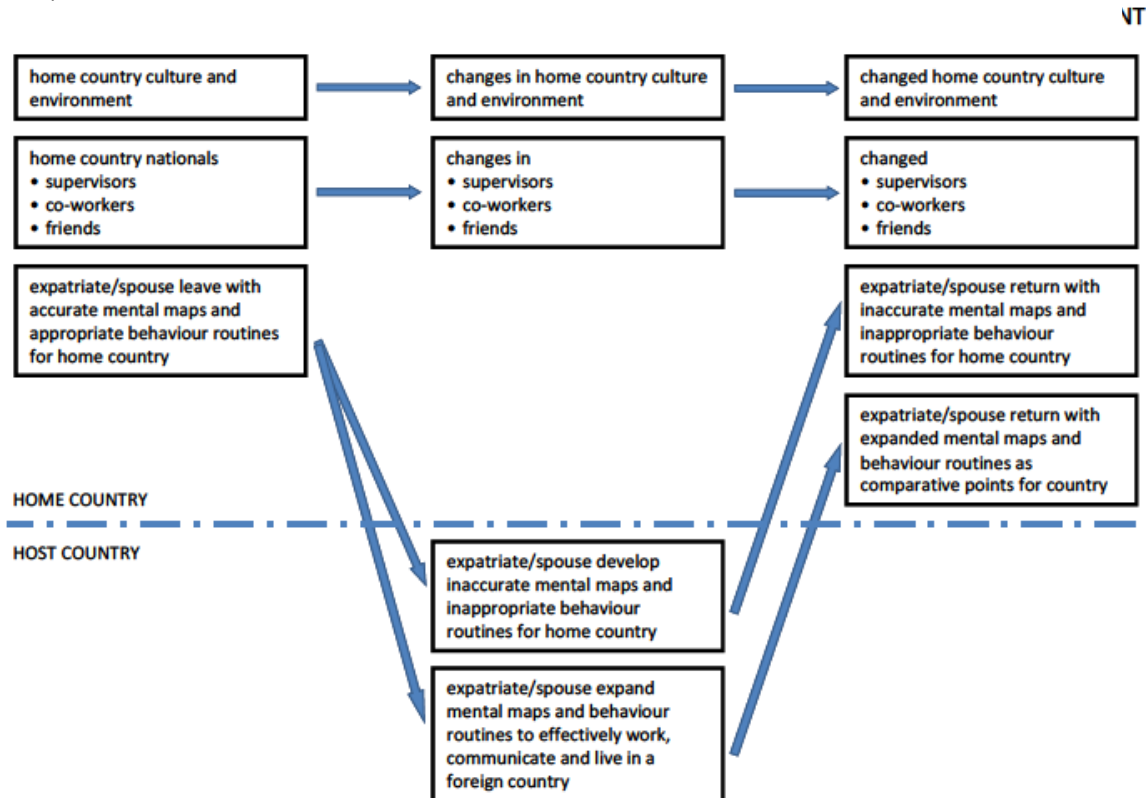 NT
home country culture and
environment
changes in home country culture
and environment
changed home country culture
and environment
home country nationals
• supervisors
• co-workers
• friends
changes in
• supervisors
• co-workers
• friends
changed
• supervisors
• co-workers
• friends
expatriate/spouse leave with
accurate mental maps and
appropriate behaviour routines
for home country
expatriate/spouse return with
inaccurate mental maps and
inappropriate behaviour
routines for home country
expatriate/spouse return with
expanded mental maps and
behaviour routines as
comparative points for country
HOME COUNTRY
HOST COUNTRY
expatriate/spouse develop
inaccurate mental maps and
inappropriate behaviour
routines for home country
expatriate/spouse expand
mental maps and behaviour
routines to effectively work,
communicate and live in a
foreign country